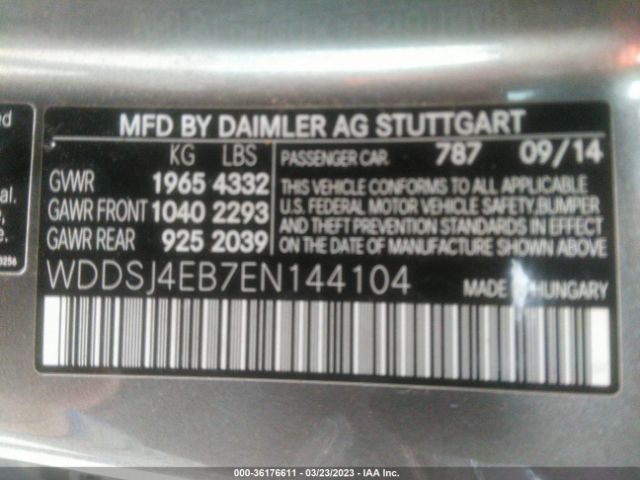 MFD BY DAIMLER AG STUTTGART
KG LBS
GVWR 1965 4332
GAWR FRONT 1040 2293
GAWR REAR 925 2039
PASSENGER CAR. 787 09/14
THIS VEHICLE CONFORMS TO ALL APPLICABLE
U.S. FEDERAL MOTOR VEHICLE SAFETY, BUMPER
AND THEFT PREVENTION STANDARDS IN EFFECT
ON THE DATE OF MANUFACTURE SHOWN ABOVE
WDDSJ4EB7EN144104
MADE HUNGARY
000-36176611 - 03/23/2023 - IAA Inc.